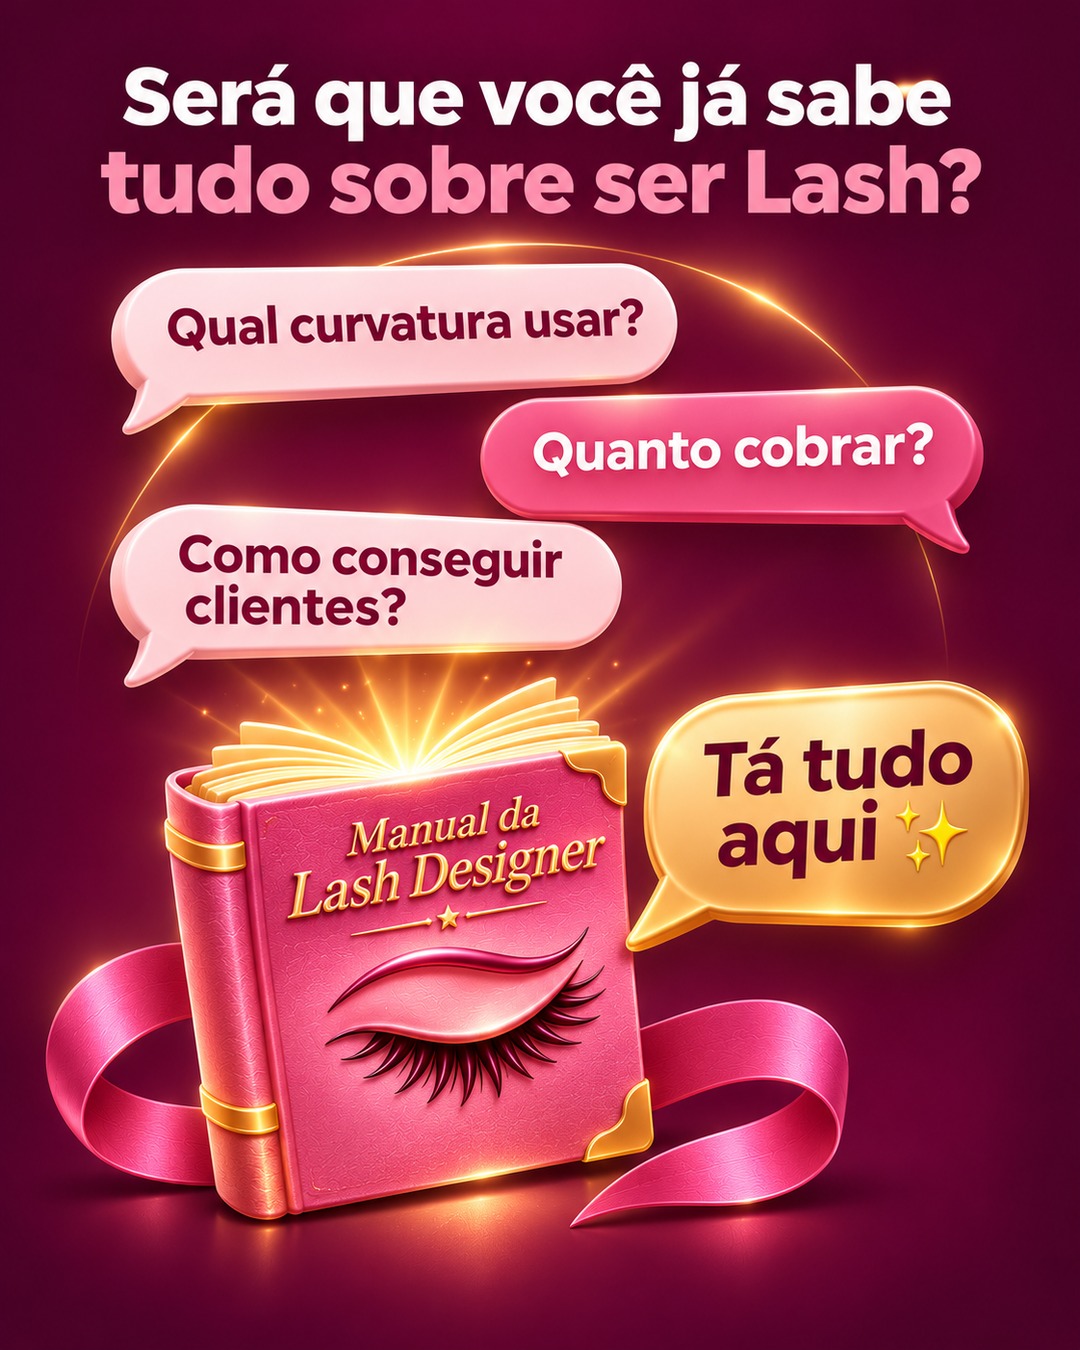 Será que você já sabe
tudo sobre ser Lash?
Qual curvatura usar?
Quanto cobrar?
Como conseguir
clientes?
Tá tudo
aqui ✨
Manual da
Lash Designer